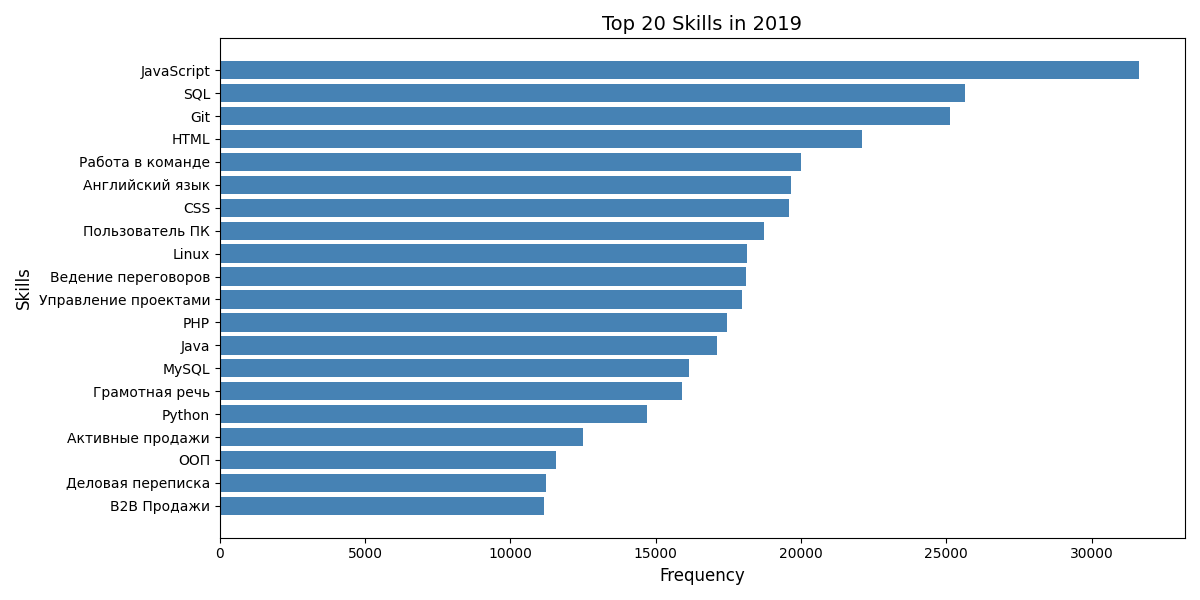 Top 20 Skills in 2019
Skills
JavaScript
SQL
Git
HTML
Работа в команде
Английский язык
CSS
Пользователь ПК
Linux
Ведение переговоров
Управление проектами
PHP
Java
MySQL
Грамотная речь
Python
Активные продажи
ООП
Деловая переписка
B2B Продажи
0 5000 10000 15000 20000 25000 30000
Frequency